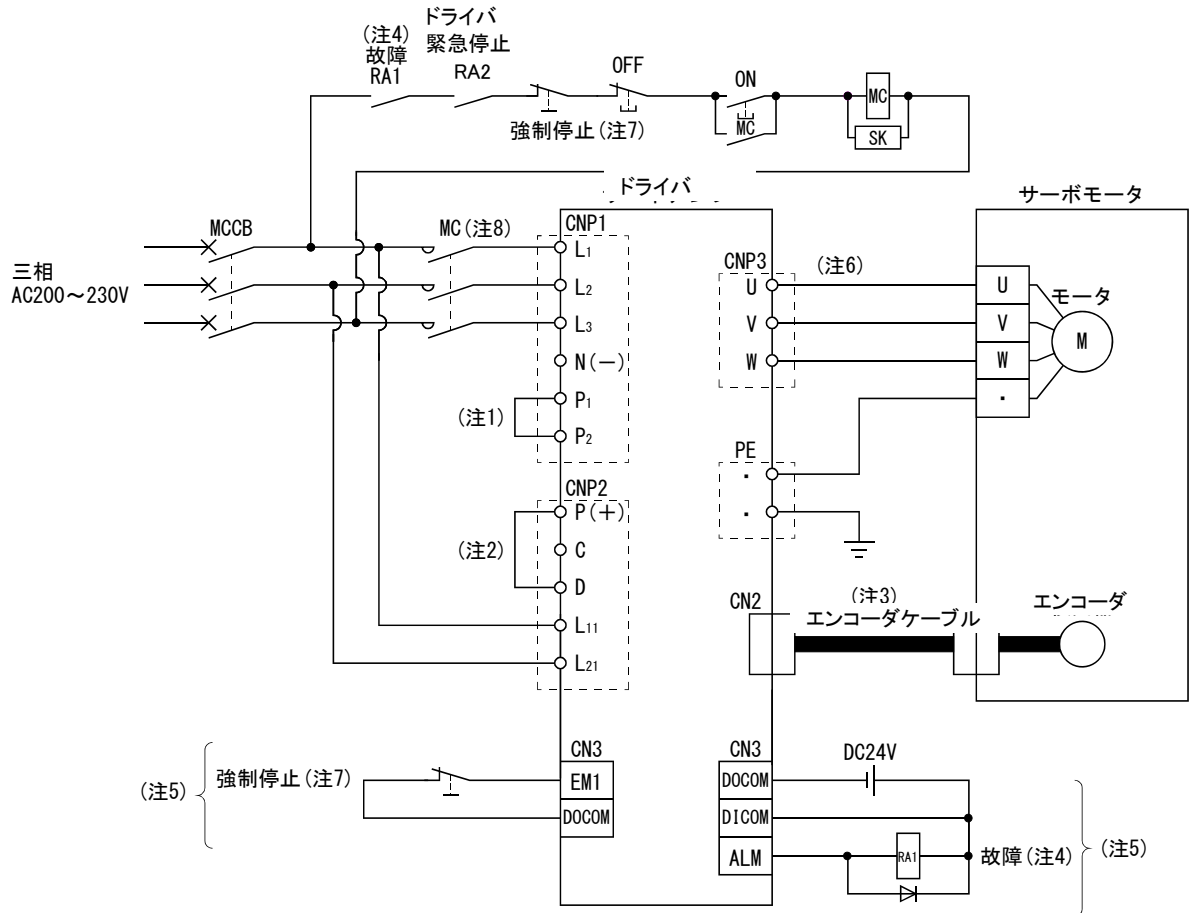 ドライバ
緊急停止
RA2
(注4)
故障
RA1
OFF
ON
強制停止(注7)
MC
MC
SK
ドライバ
サーボモータ
MCCB
MC(注8)
CNP1
三相
AC200～230V
L1
L2
L3
N(－)
P1
P2
(注1)
CNP3
U
V
W
(注6)
U
V
W
・
モータ
M
PE
・
・
CNP2
P(＋)
C
D
L11
L21
(注2)
CN2
(注3)
エンコーダケーブル
エンコーダ
(注5)
強制停止(注7)
CN3
EM1
DOCOM
CN3
DOCOM
DICOM
ALM
DC24V
RA1
故障(注4)
(注5)